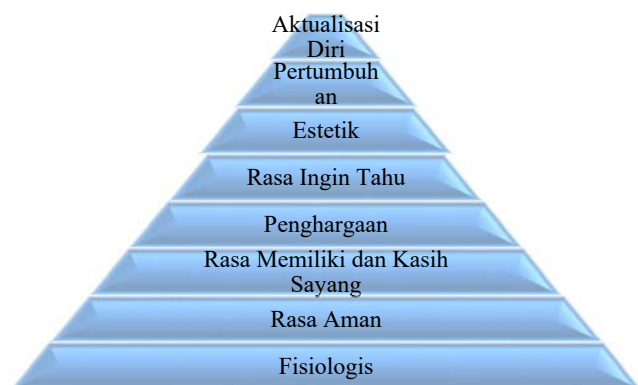 Aktualisasi
Diri
Pertumbuh
an
Estetik
Rasa Ingin Tahu
Penghargaan
Rasa Memiliki dan Kasih
Sayang
Rasa Aman
Fisiologis